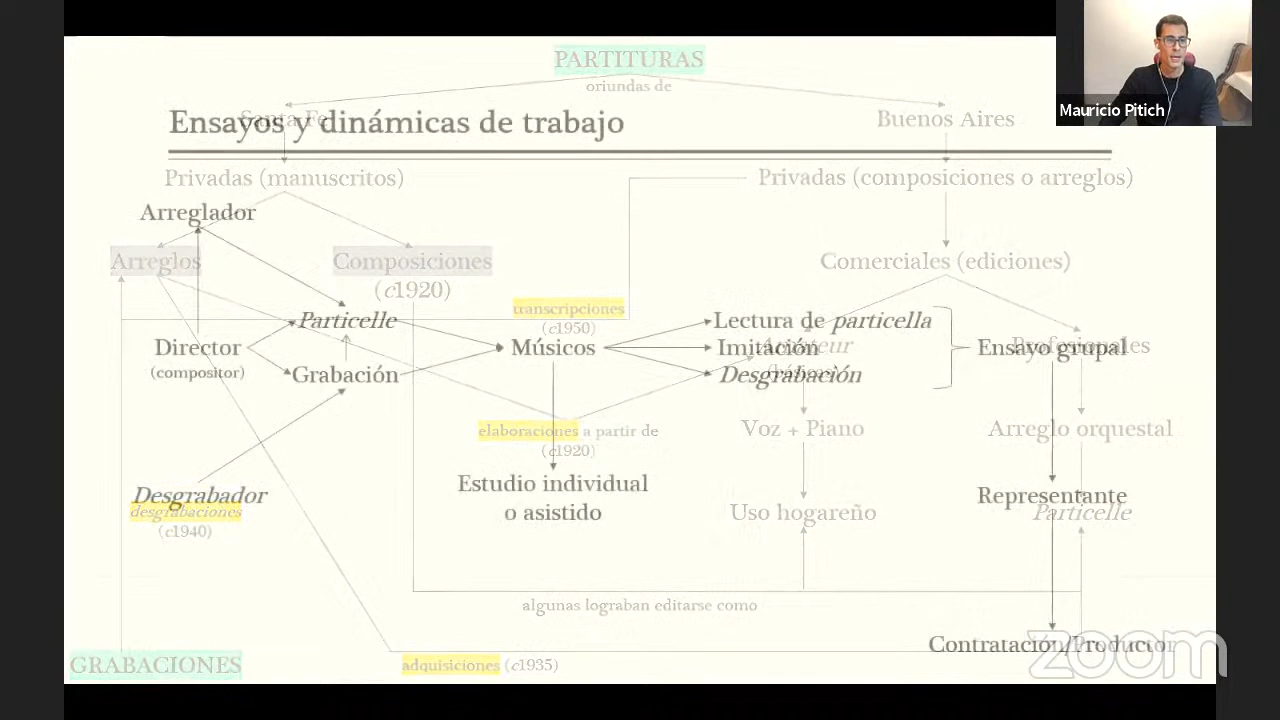 PARTITURAS
oriundas de
Mauricio Pitich
Santa Fe
Buenos Aires
Ensayos y dinámicas de trabajo
Privadas (manuscritos)
Privadas (composiciones o arreglos)
Arreglador
Arreglos
Composiciones
(c1920)
Comerciales (ediciones)
transcripciones
(c1950)
Particelle
Lectura de particella
Director
(compositor)
Músicos
Imitación
Amateur
Ensayo grupal
Profesionales
Grabación
Desgrabación
elaboraciones a partir de
(c1920)
Voz + Piano
Arreglo orquestal
Estudio individual
o asistido
Desgrabador
desgrabaciones
(c1940)
Uso hogareño
Representante
Particelle
algunas lograban editarse como
Contratación/Productor
zoom
GRABACIONES
adquisiciones (c1935)